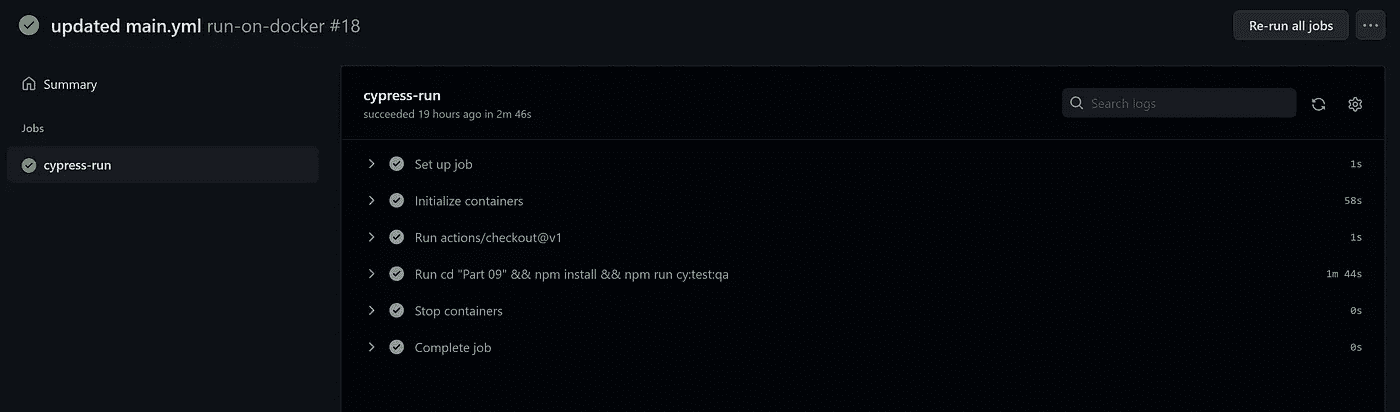 updated main.yml run-on-docker #18
Re-run all jobs
Summary
Jobs
cypress-run
cypress-run
succeeded 19 hours ago in 2m 46s
Search logs
Set up job 1s
Initialize containers 58s
Run actions/checkout@v1 1s
Run cd "Part 09" && npm install && npm run cy:test:qa 1m 44s
Stop containers 0s
Complete job 0s